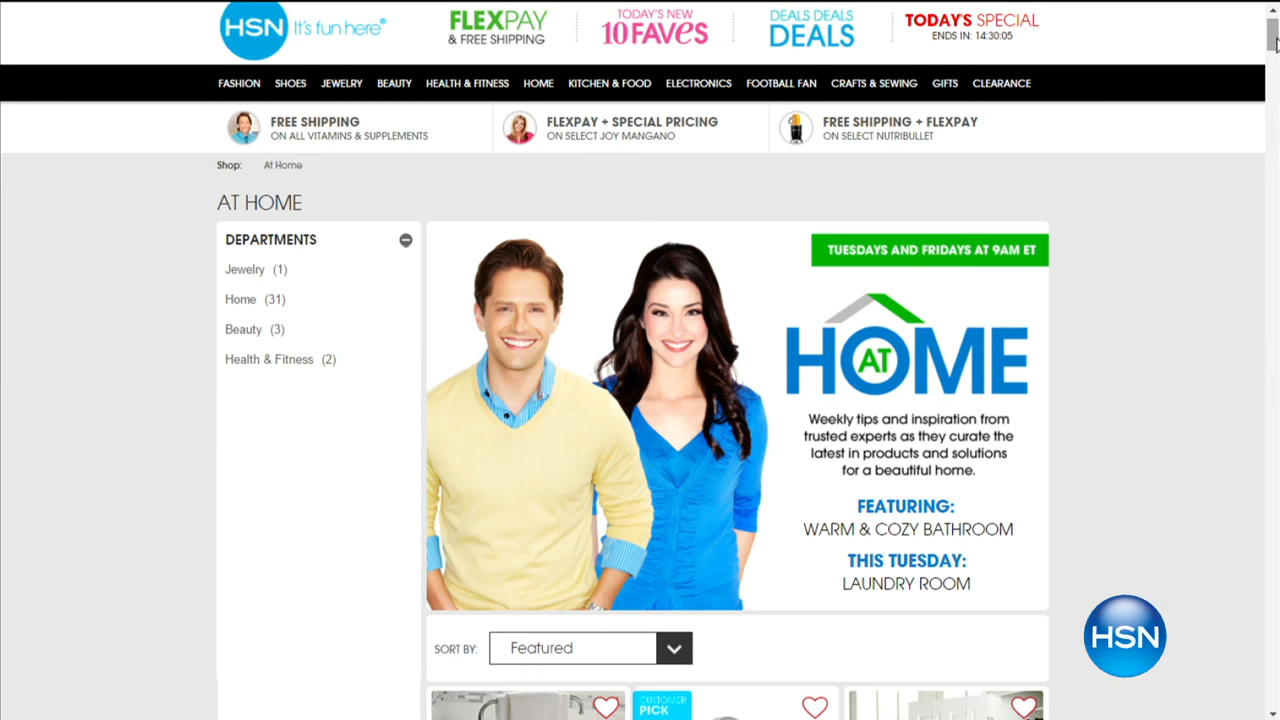 HSN It's fun here®
FLEXPAY
& FREE SHIPPING
TODAY'S NEW
10 FAVES
DEALS DEALS
DEALS
TODAY'S SPECIAL
ENDS IN: 14:30:05
FASHION SHOES JEWELRY BEAUTY HEALTH & FITNESS HOME KITCHEN & FOOD ELECTRONICS FOOTBALL FAN CRAFTS & SEWING GIFTS CLEARANCE
FREE SHIPPING
ON ALL VITAMINS & SUPPLEMENTS
FLEXPAY + SPECIAL PRICING
ON SELECT JOY MANGANO
FREE SHIPPING + FLEXPAY
ON SELECT NUTRIBULLET
Shop: At Home
AT HOME
DEPARTMENTS
Jewelry (1)
Home (31)
Beauty (3)
Health & Fitness (2)
TUESDAYS AND FRIDAYS AT 9AM ET
AT HOME
Weekly tips and inspiration from
trusted experts as they curate the
latest in products and solutions
for a beautiful home.
FEATURING:
WARM & COZY BATHROOM
THIS TUESDAY:
LAUNDRY ROOM
SORT BY: Featured
HSN
CUSTOMER
PICK